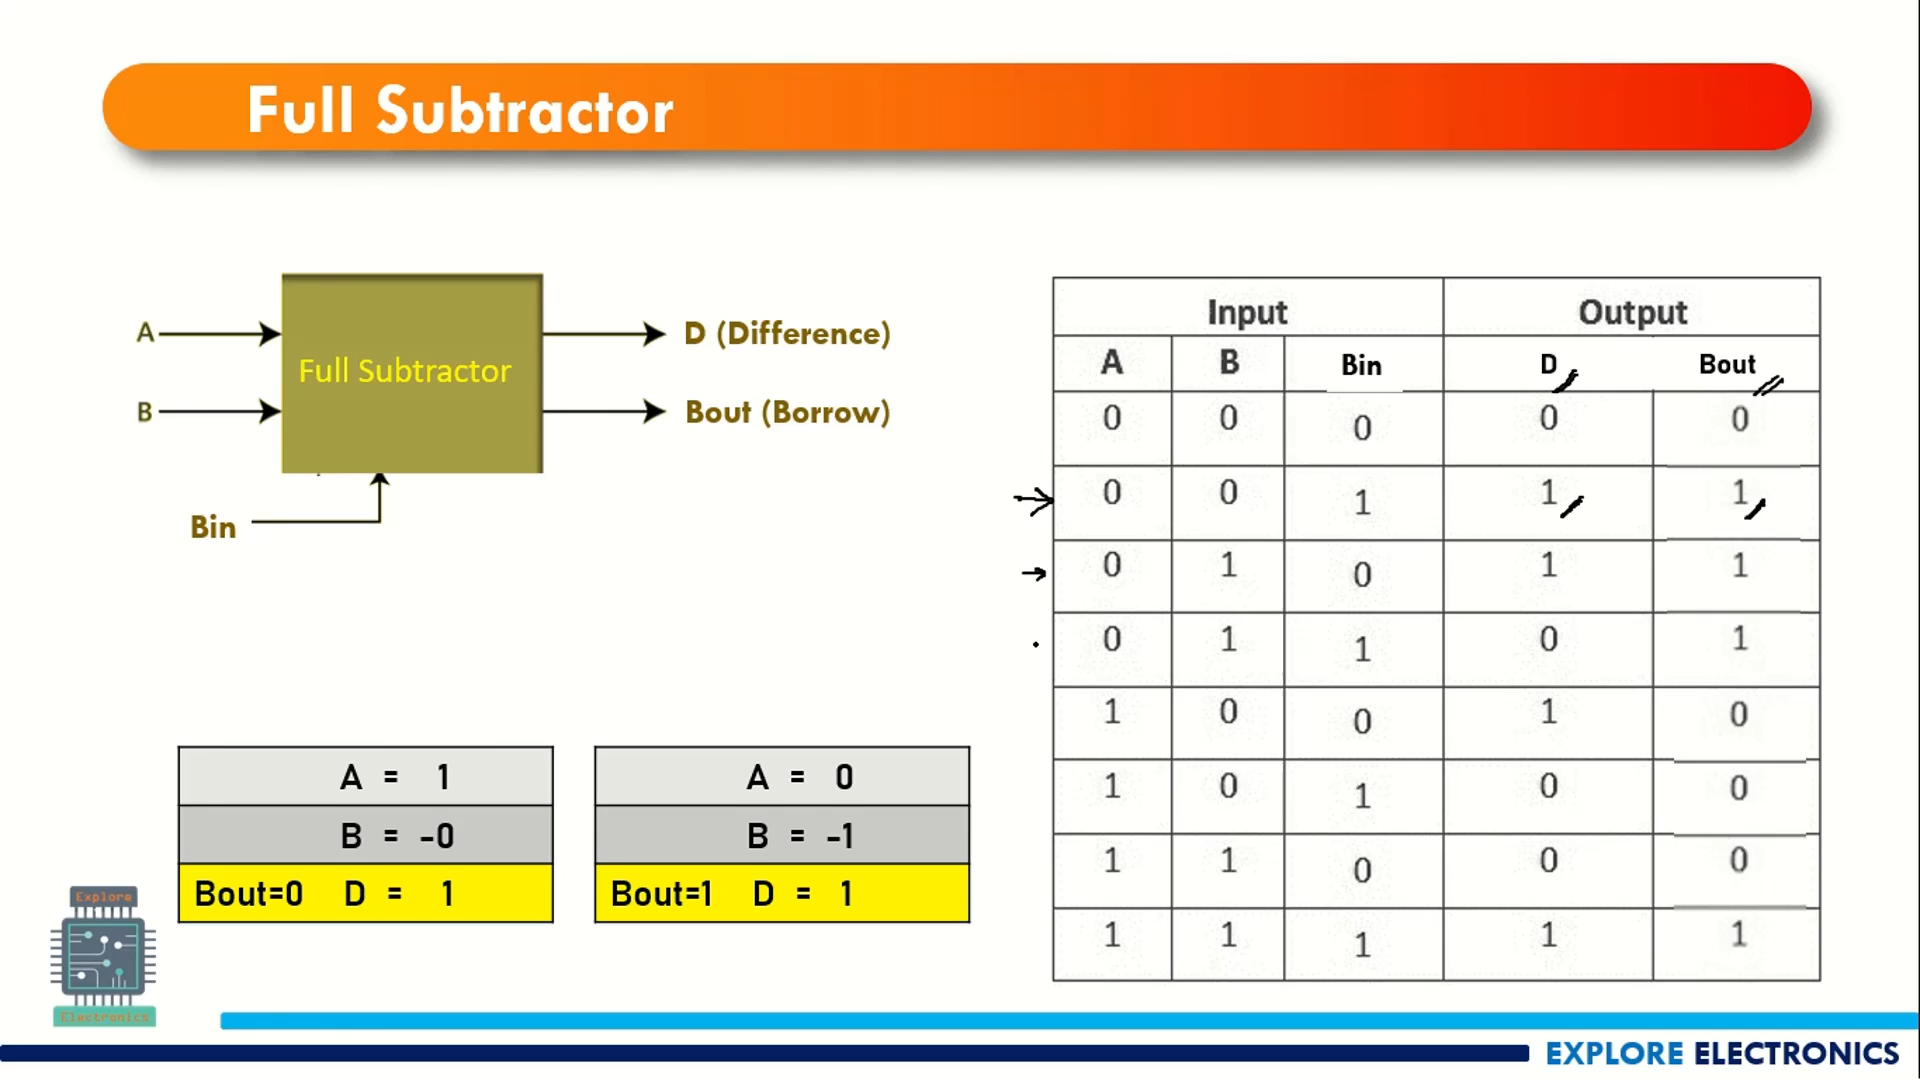 Full Subtractor
A
B
Bin
Full Subtractor
D (Difference)
Bout (Borrow)
Input Output
A B Bin D Bout
0 0 0 0 0
0 0 1 1 1
0 1 0 1 1
0 1 1 0 1
1 0 0 1 0
1 0 1 0 0
1 1 0 0 0
1 1 1 1 1
A = 1
B = -0
Bout=0 D = 1
A = 0
B = -1
Bout=1 D = 1
Explore
Electronics
EXPLORE ELECTRONICS